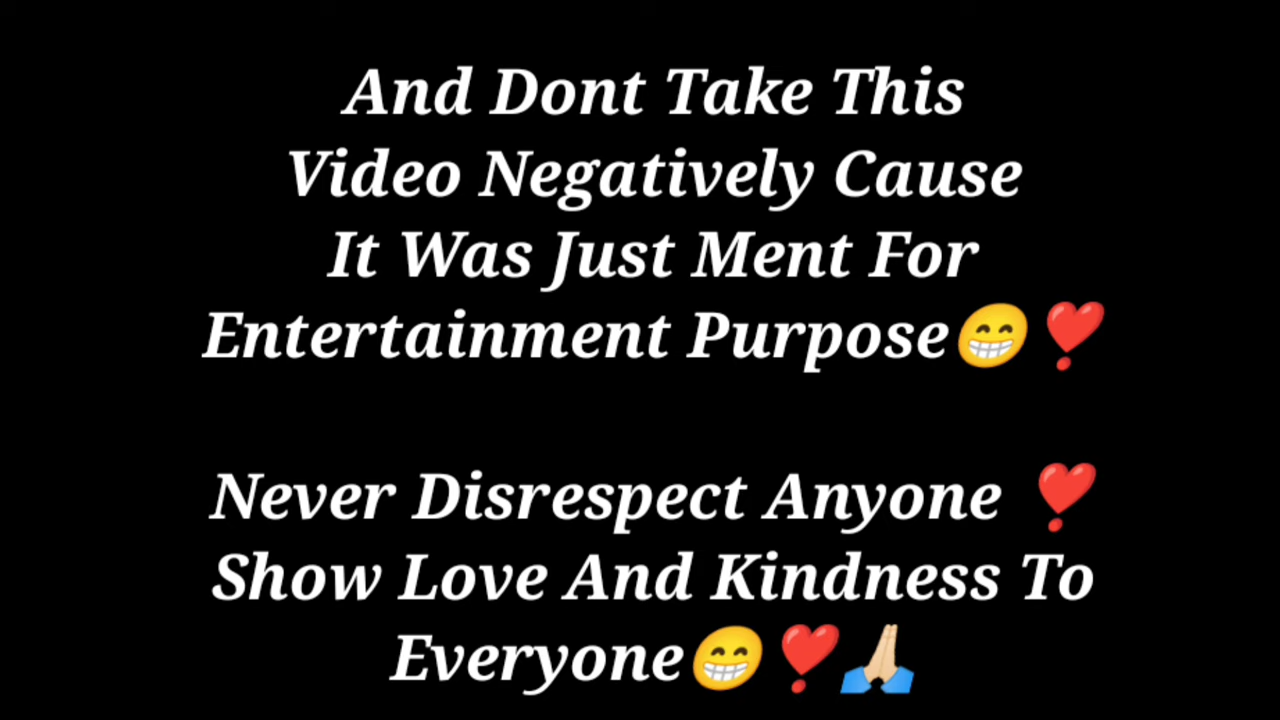 And Dont Take This
Video Negatively Cause
It Was Just Ment For
Entertainment Purpose😁❣️
Never Disrespect Anyone ❣️
Show Love And Kindness To
Everyone😁❣️🙏🏼